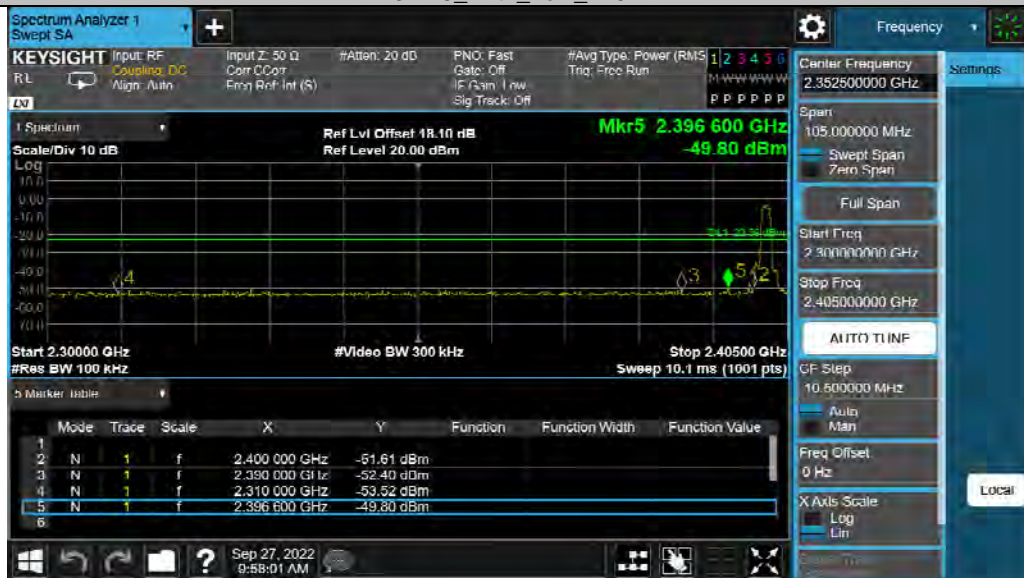 Spectrum Analyzer 1
Swept SA
+
Frequency
KEYSIGHT
Input: RF
Coupling: DC
Align: Auto
Input Z: 50 Ω
Corr CCorr
Freq Ref: Int (S)
#Atten: 20 dB
PNO: Fast
Gate: Off
IF Gain: Low
Sig Track: Off
#Avg Type: Power (RMS
Trig: Free Run
1 2 3 4 5 6
M W W W W W
P P P P P P
RL
LXI
1 Spectrum
Scale/Div 10 dB
Ref Lvl Offset 18.10 dB
Ref Level 20.00 dBm
Mkr5 2.396 600 GHz
-49.80 dBm
Log
10.0
0.00
-10.0
-20.0
-30.0
-40.0
-50.0
-60.0
-70.0
4
3
5
2
Start 2.30000 GHz
#Res BW 100 kHz
#Video BW 300 kHz
Stop 2.40500 GHz
Sweep 10.1 ms (1001 pts)
5 Marker Table
Mode Trace Scale X Y Function Function Width Function Value
1
2 N 1 f 2.400 000 GHz -51.61 dBm
3 N 1 f 2.390 000 GHz -52.40 dBm
4 N 1 f 2.310 000 GHz -53.52 dBm
5 N 1 f 2.396 600 GHz -49.80 dBm
6
Center Frequency
2.352500000 GHz
Settings
Span
105.000000 MHz
Swept Span
Zero Span
Full Span
Start Freq
2.300000000 GHz
Stop Freq
2.405000000 GHz
AUTO TUNE
CF Step
10.500000 MHz
Auto
Man
Freq Offset
0 Hz
X Axis Scale
Log
Lin
Local
?
Sep 27, 2022
9:58:01 AM